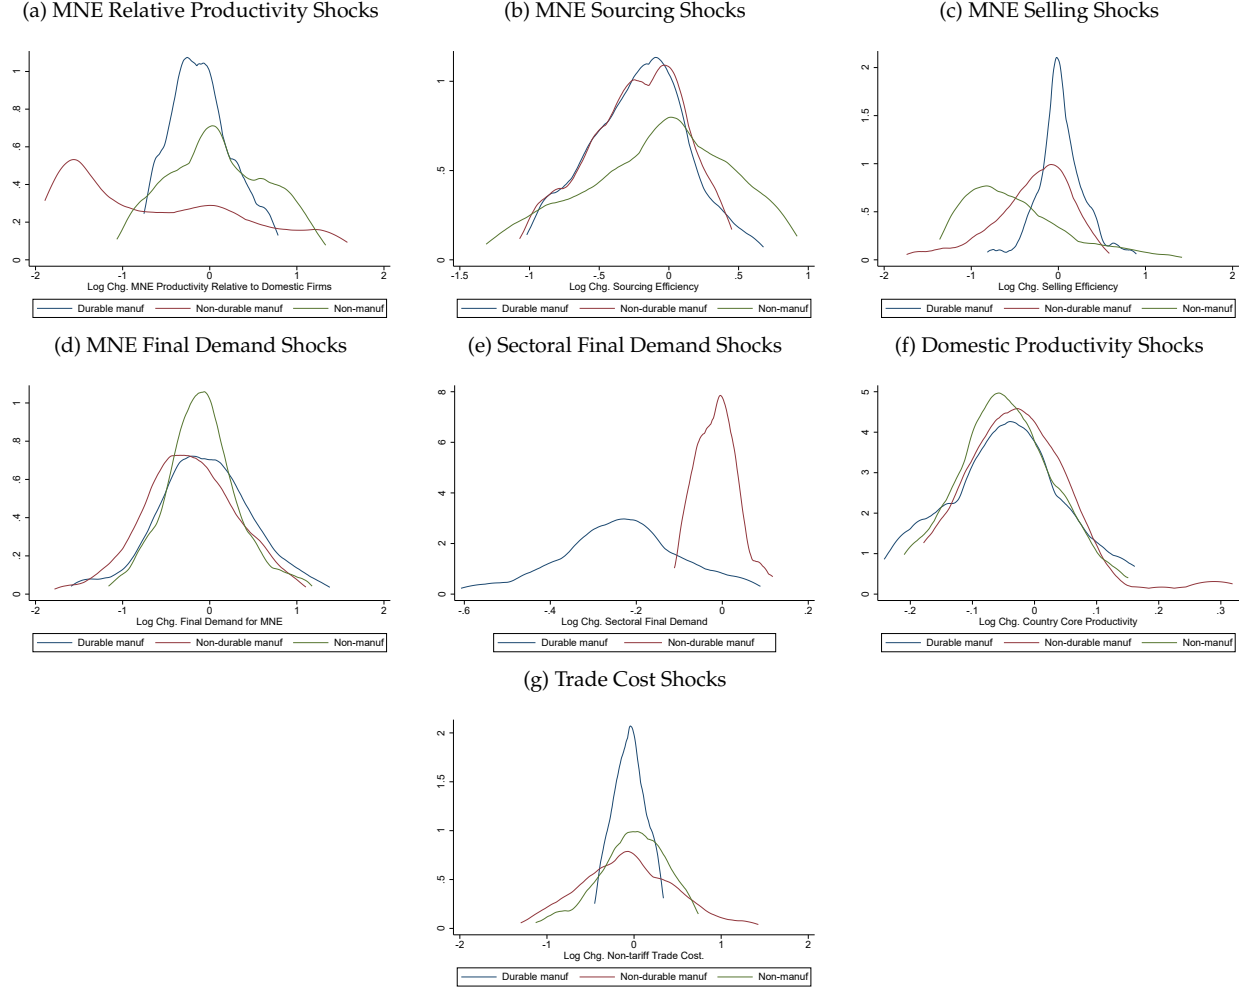 (a) MNE Relative Productivity Shocks
(b) MNE Sourcing Shocks
(c) MNE Selling Shocks
0 .2 .4 .6 .8 1
-2 -1 0 1 2
Log Chg. MNE Productivity Relative to Domestic Firms
Durable manuf Non-durable manuf Non-manuf
0 .5 1
-1.5 -1 -.5 0 .5 1
Log Chg. Sourcing Efficiency
Durable manuf Non-durable manuf Non-manuf
0 .5 1 1.5 2
-2 -1 0 1 2
Log Chg. Selling Efficiency
Durable manuf Non-durable manuf Non-manuf
(d) MNE Final Demand Shocks
(e) Sectoral Final Demand Shocks
(f) Domestic Productivity Shocks
0 .2 .4 .6 .8 1
-2 -1 0 1 2
Log Chg. Final Demand for MNE
Durable manuf Non-durable manuf Non-manuf
0 2 4 6 8
-.6 -.4 -.2 0 .2
Log Chg. Sectoral Final Demand
Durable manuf Non-durable manuf
0 1 2 3 4 5
-.2 -.1 0 .1 .2 .3
Log Chg. Country Core Productivity
Durable manuf Non-durable manuf Non-manuf
(g) Trade Cost Shocks
0 .5 1 1.5 2
-2 -1 0 1 2
Log Chg. Non-tariff Trade Cost.
Durable manuf Non-durable manuf Non-manuf